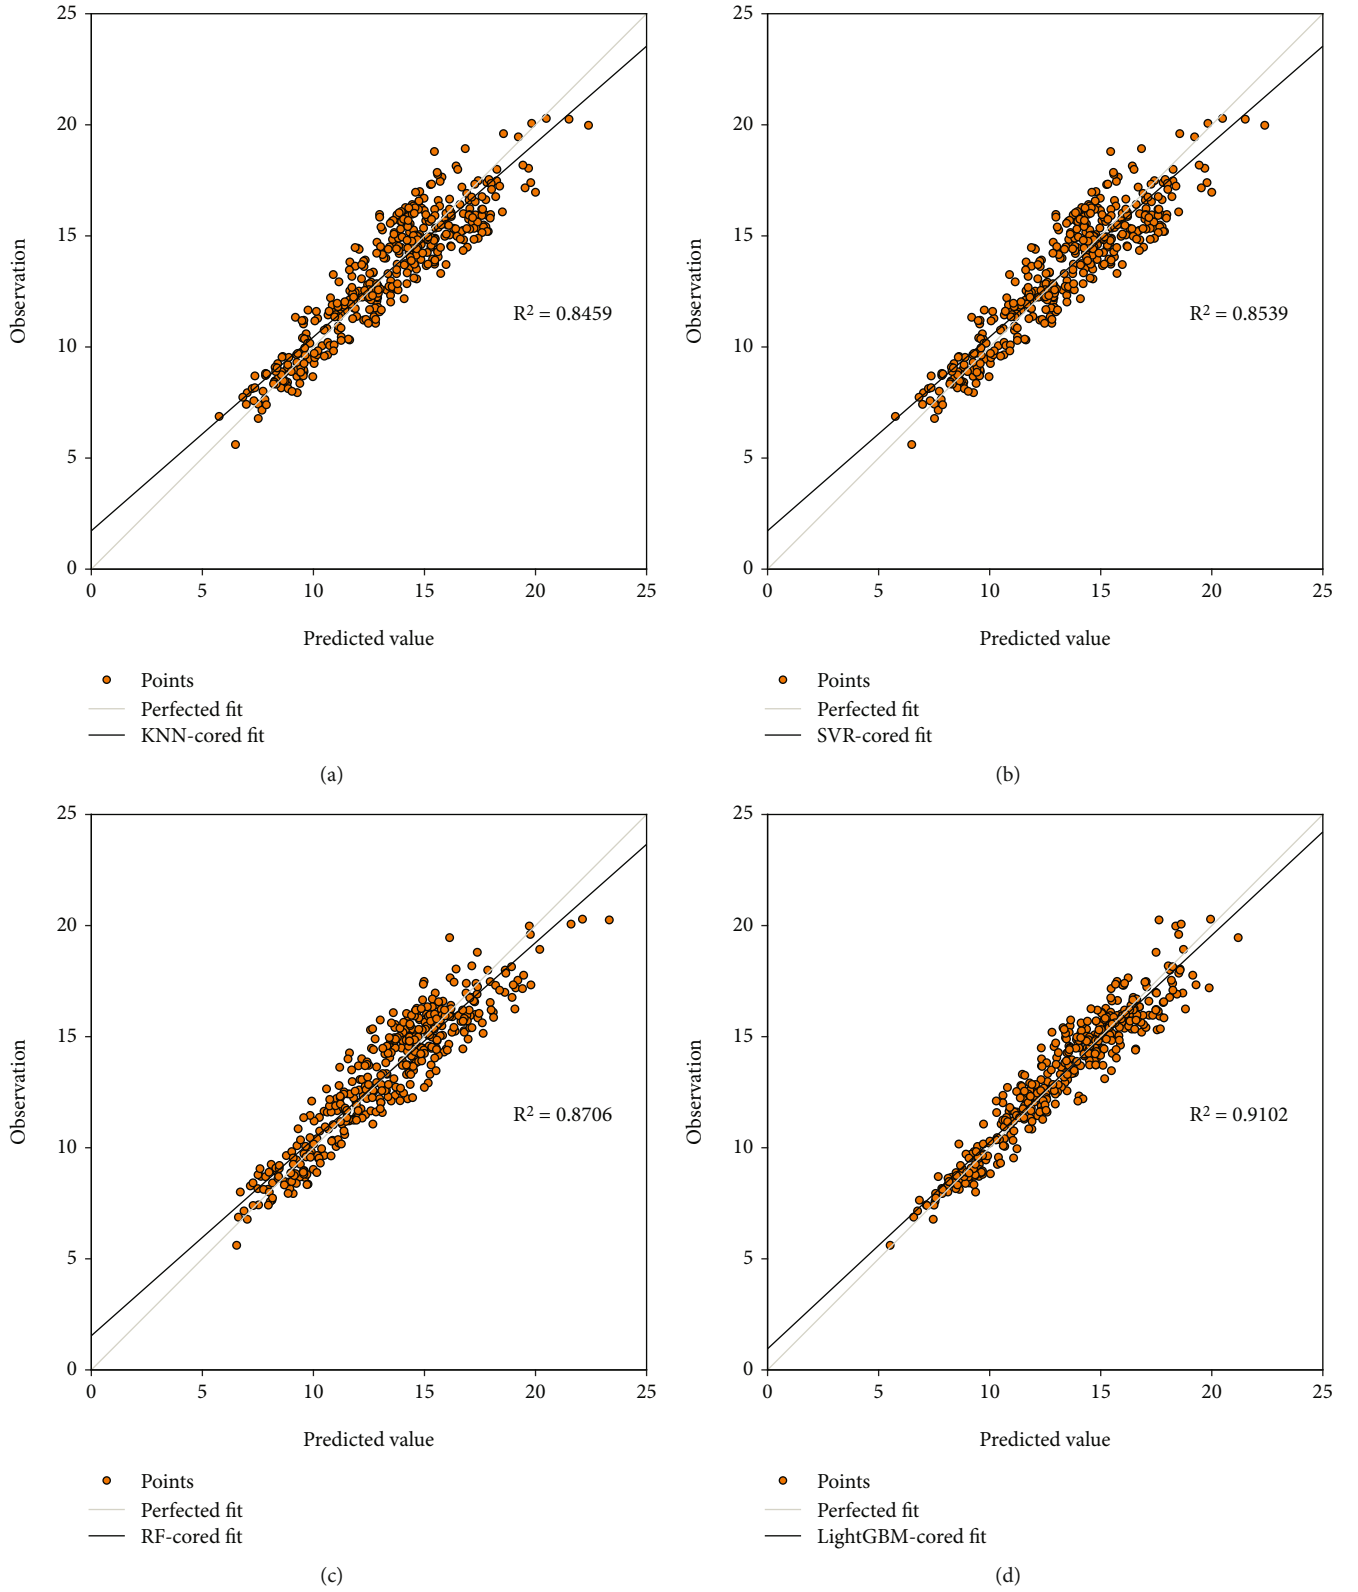 25
20
15
10
5
0
Observation
R2 = 0.8459
0 5 10 15 20 25
Predicted value
Points
Perfected fit
KNN-cored fit
(a)
25
20
15
10
5
0
Observation
R2 = 0.8539
0 5 10 15 20 25
Predicted value
Points
Perfected fit
SVR-cored fit
(b)
25
20
15
10
5
0
Observation
R2 = 0.8706
0 5 10 15 20 25
Predicted value
Points
Perfected fit
RF-cored fit
(c)
25
20
15
10
5
0
Observation
R2 = 0.9102
0 5 10 15 20 25
Predicted value
Points
Perfected fit
LightGBM-cored fit
(d)